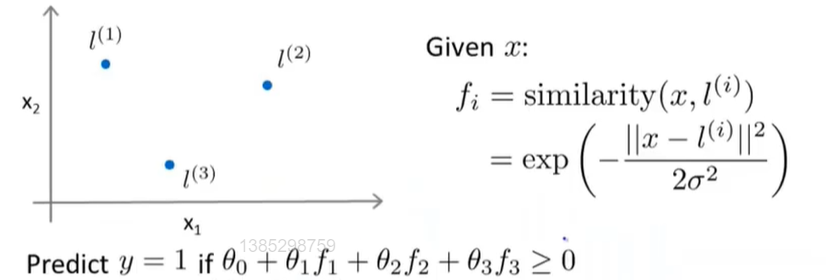 l⁽¹⁾
l⁽²⁾
x₂
l⁽³⁾
x₁
Given x:
fᵢ = similarity(x, l⁽ⁱ⁾)
= exp(−||x − l⁽ⁱ⁾||² / 2σ²)
1385298759
Predict y = 1 if θ₀ + θ₁f₁ + θ₂f₂ + θ₃f₃ ≥ 0